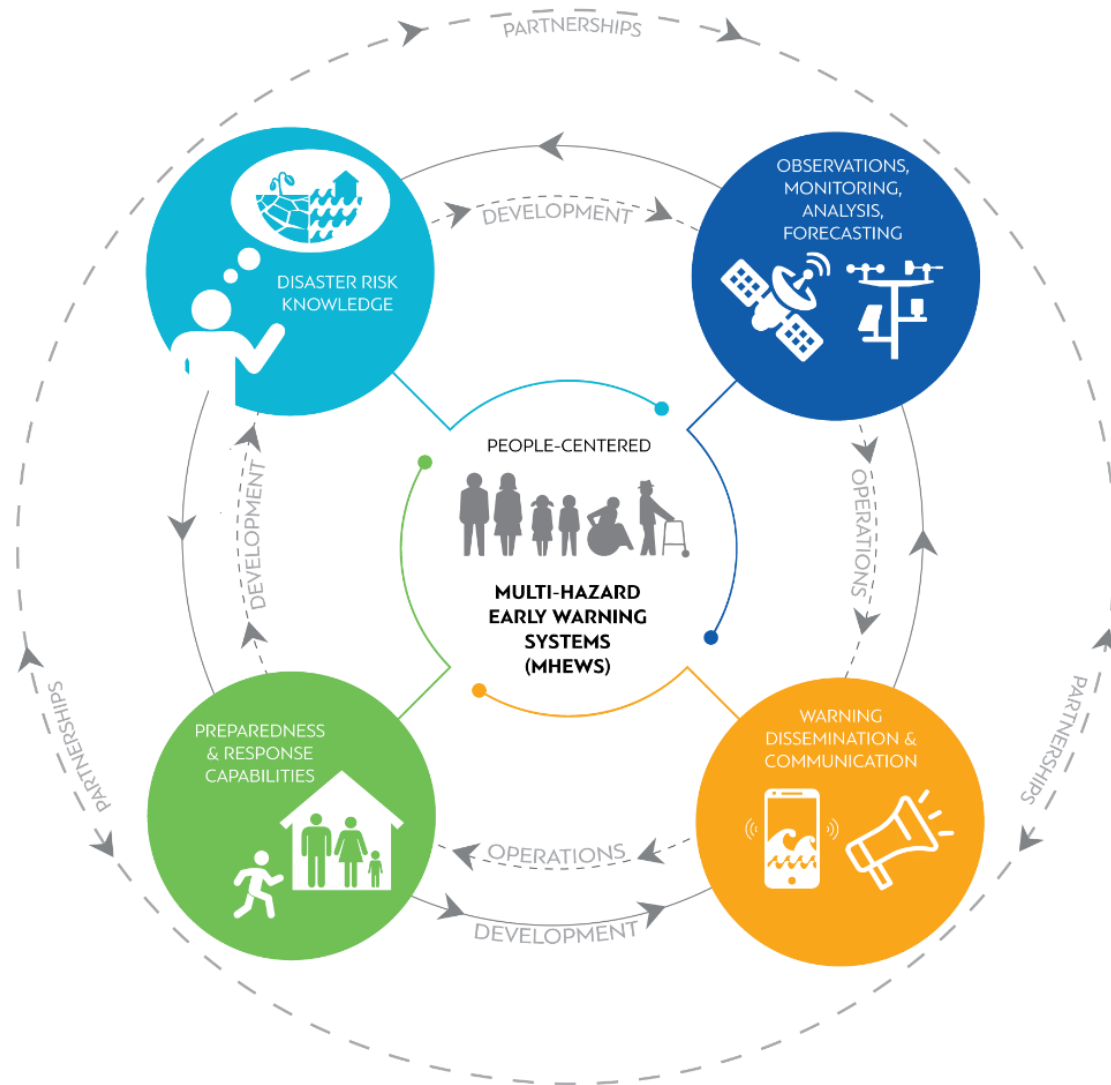 PARTNERSHIPS
OBSERVATIONS,
MONITORING,
ANALYSIS,
FORECASTING
DEVELOPMENT
DISASTER RISK
KNOWLEDGE
PEOPLE-CENTERED
DEVELOPMENT
OPERATIONS
MULTI-HAZARD
EARLY WARNING
SYSTEMS
(MHEWS)
PARTNERSHIPS
PARTNERSHIPS
PREPAREDNESS
& RESPONSE
CAPABILITIES
WARNING
DISSEMINATION &
COMMUNICATION
OPERATIONS
DEVELOPMENT